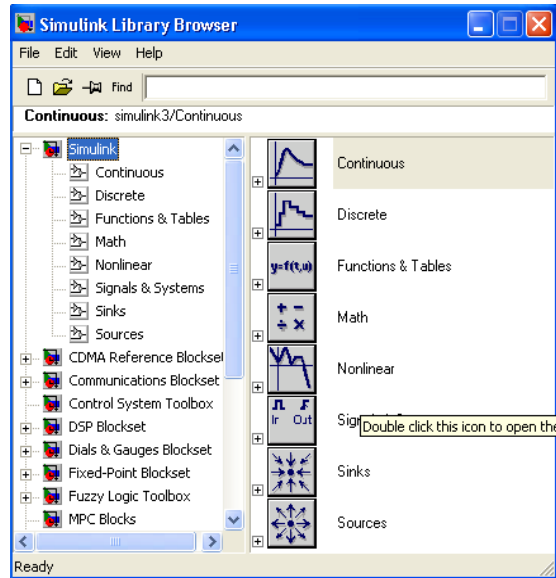 Simulink Library Browser
File Edit View Help
Find
Continuous: simulink3/Continuous
Simulink
Continuous
Discrete
Functions & Tables
Math
Nonlinear
Signals & Systems
Sinks
Sources
CDMA Reference Blockset
Communications Blockset
Control System Toolbox
DSP Blockset
Dials & Gauges Blockset
Fixed-Point Blockset
Fuzzy Logic Toolbox
MPC Blocks
Continuous
Discrete
y=f(t,u) Functions & Tables
+ − ÷ × Math
Nonlinear
Ir Out
Double click this icon to open the
Sinks
Sources
Ready